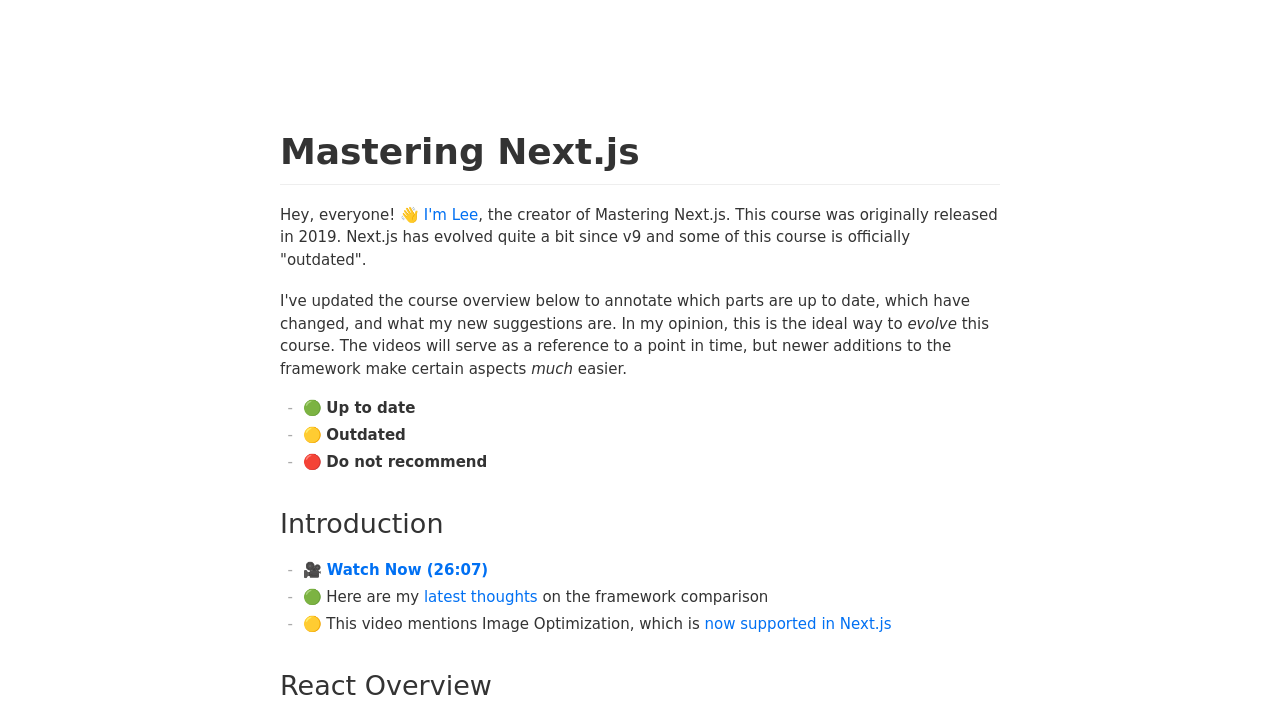 Mastering Next.js
Hey, everyone! 👋 I'm Lee, the creator of Mastering Next.js. This course was originally released
in 2019. Next.js has evolved quite a bit since v9 and some of this course is officially
"outdated".
I've updated the course overview below to annotate which parts are up to date, which have
changed, and what my new suggestions are. In my opinion, this is the ideal way to evolve this
course. The videos will serve as a reference to a point in time, but newer additions to the
framework make certain aspects much easier.
- 🟢 Up to date
- 🟡 Outdated
- 🔴 Do not recommend
Introduction
- 🎥 Watch Now (26:07)
- 🟢 Here are my latest thoughts on the framework comparison
- 🟡 This video mentions Image Optimization, which is now supported in Next.js
React Overview